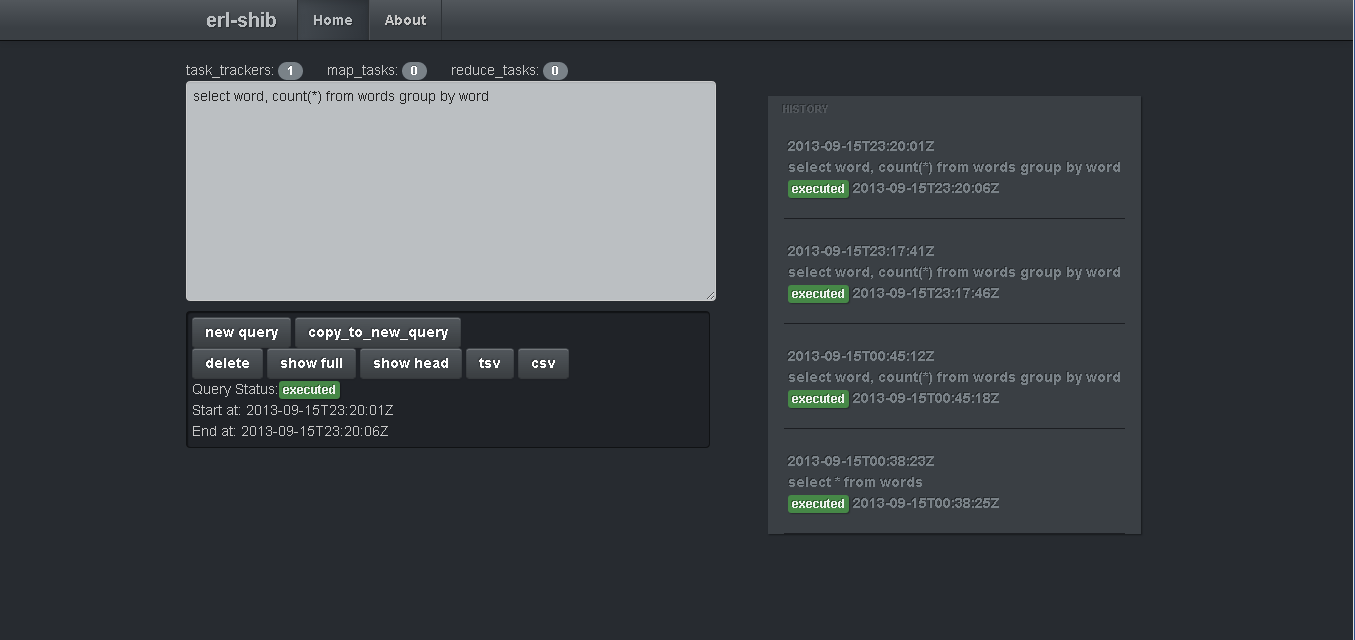 erl-shib Home About
task_trackers: 1 map_tasks: 0 reduce_tasks: 0
select word, count(*) from words group by word
new query copy_to_new_query
delete show full show head tsv csv
Query Status: executed
Start at: 2013-09-15T23:20:01Z
End at: 2013-09-15T23:20:06Z
HISTORY
2013-09-15T23:20:01Z
select word, count(*) from words group by word
executed 2013-09-15T23:20:06Z
2013-09-15T23:17:41Z
select word, count(*) from words group by word
executed 2013-09-15T23:17:46Z
2013-09-15T00:45:12Z
select word, count(*) from words group by word
executed 2013-09-15T00:45:18Z
2013-09-15T00:38:23Z
select * from words
executed 2013-09-15T00:38:25Z